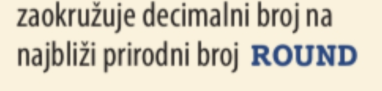 zaokružuje decimalni broj na
najbliži prirodni broj ROUND